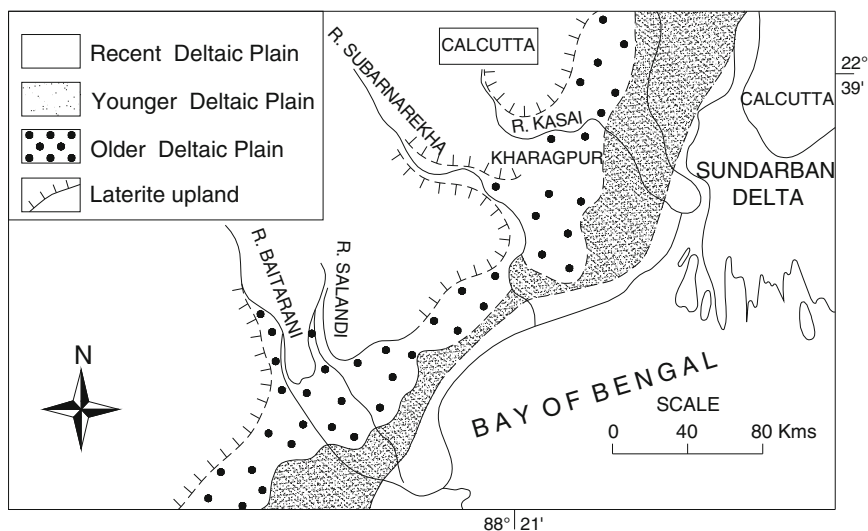 Recent Deltaic Plain
Younger Deltaic Plain
Older Deltaic Plain
Laterite upland
R. SUBARNAREKHA
CALCUTTA
22°
39'
CALCUTTA
R. KASAI
KHARAGPUR
SUNDARBAN
DELTA
R. BAITARANI
R. SALANDI
N
BAY OF BENGAL
SCALE
0 40 80 Kms
88° 21'